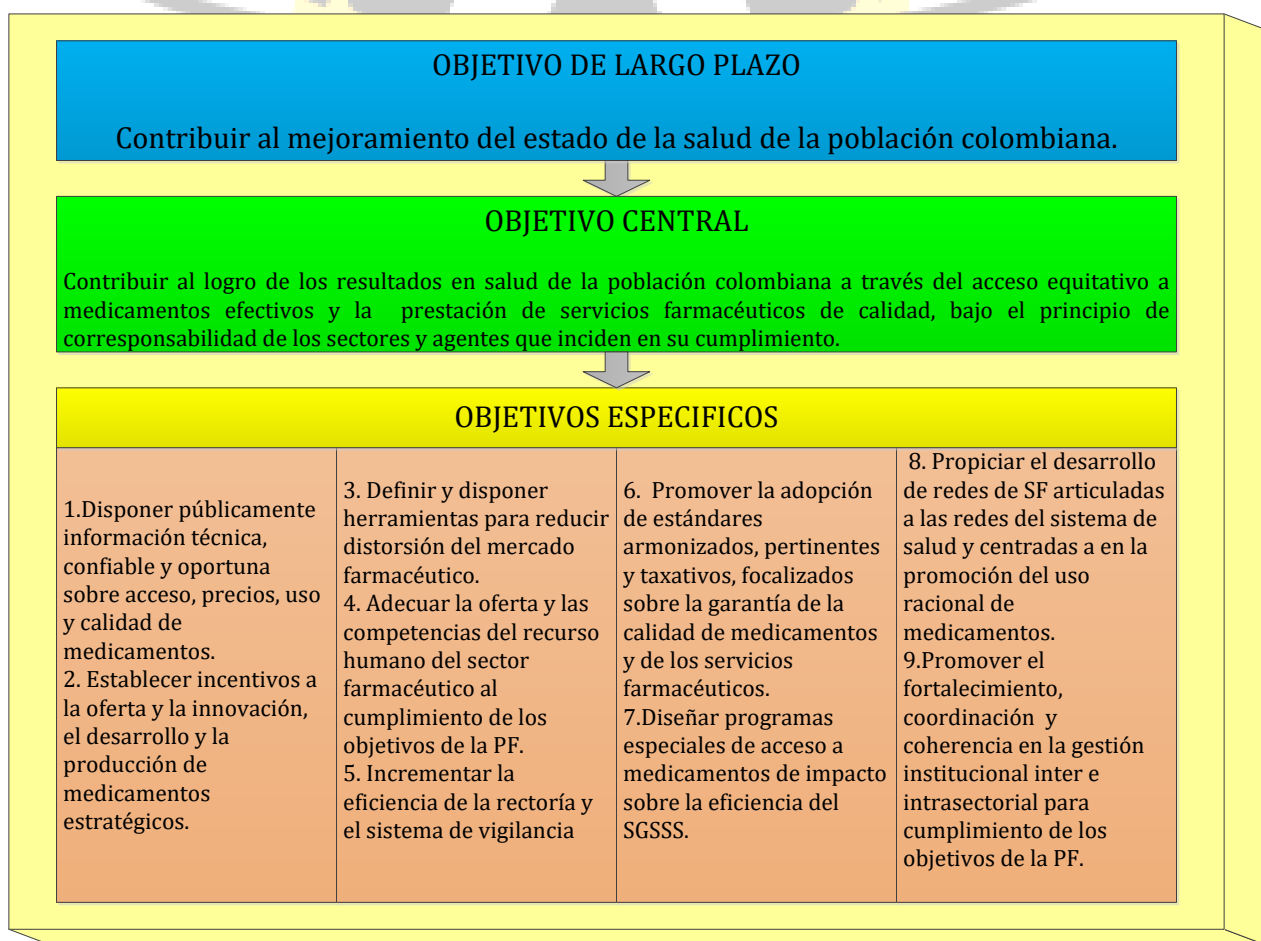 OBJETIVO DE LARGO PLAZO
Contribuir al mejoramiento del estado de la salud de la población colombiana.
OBJETIVO CENTRAL
Contribuir al logro de los resultados en salud de la población colombiana a través del acceso equitativo a
medicamentos efectivos y la prestación de servicios farmacéuticos de calidad, bajo el principio de
corresponsabilidad de los sectores y agentes que inciden en su cumplimiento.
OBJETIVOS ESPECIFICOS
1.Disponer públicamente
información técnica,
confiable y oportuna
sobre acceso, precios, uso
y calidad de
medicamentos.
2. Establecer incentivos a
la oferta y la innovación,
el desarrollo y la
producción de
medicamentos
estratégicos.
3. Definir y disponer
herramientas para reducir
distorsión del mercado
farmacéutico.
4. Adecuar la oferta y las
competencias del recurso
humano del sector
farmacéutico al
cumplimiento de los
objetivos de la PF.
5. Incrementar la
eficiencia de la rectoría y
el sistema de vigilancia
6. Promover la adopción
de estándares
armonizados, pertinentes
y taxativos, focalizados
sobre la garantía de la
calidad de medicamentos
y de los servicios
farmacéuticos.
7.Diseñar programas
especiales de acceso a
medicamentos de impacto
sobre la eficiencia del
SGSSS.
8. Propiciar el desarrollo
de redes de SF articuladas
a las redes del sistema de
salud y centradas a en la
promoción del uso
racional de
medicamentos.
9.Promover el
fortalecimiento,
coordinación y
coherencia en la gestión
institucional inter e
intrasectorial para
cumplimiento de los
objetivos de la PF.